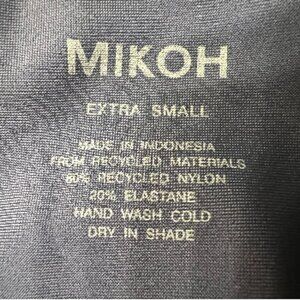 MIKOH
EXTRA SMALL
MADE IN INDONESIA
FROM RECYCLED MATERIALS
80% RECYCLED NYLON
20% ELASTANE
HAND WASH COLD
DRY IN SHADE